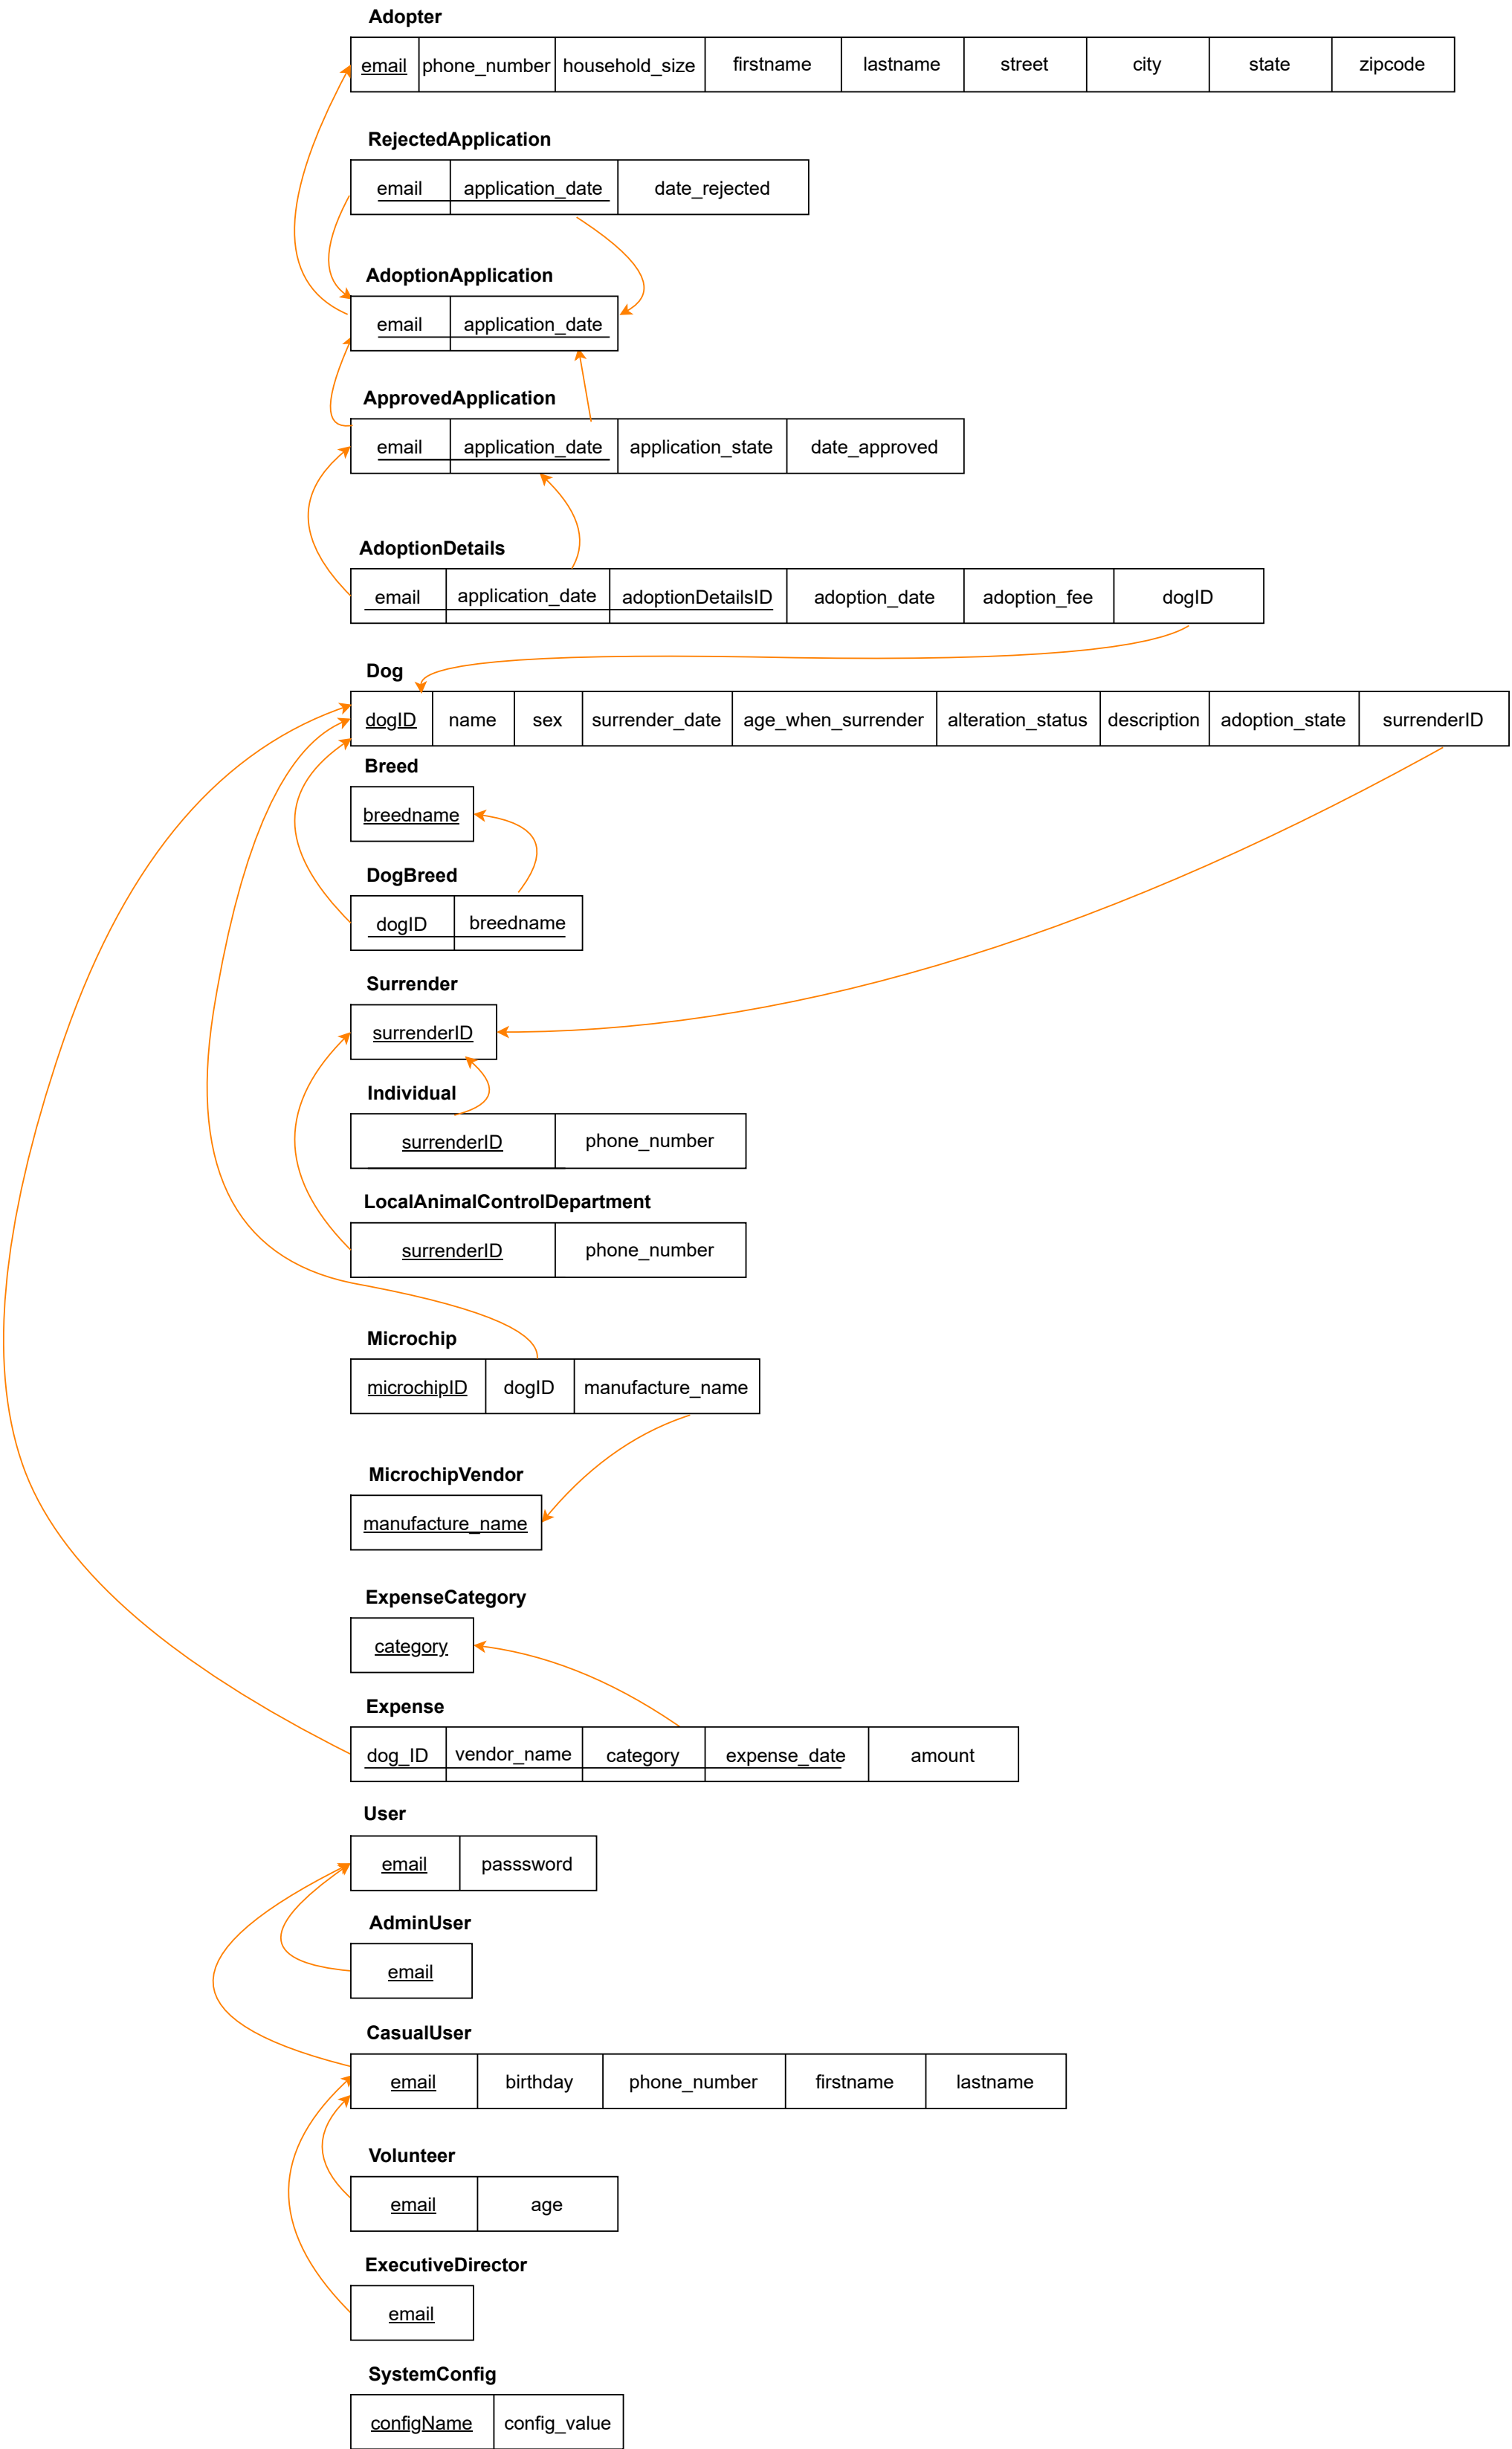 Adopter
email phone_number household_size firstname lastname street city state zipcode
RejectedApplication
email application_date date_rejected
AdoptionApplication
email application_date
ApprovedApplication
email application_date application_state date_approved
AdoptionDetails
email application_date adoptionDetailsID adoption_date adoption_fee dogID
Dog
dogID name sex surrender_date age_when_surrender alteration_status description adoption_state surrenderID
Breed
breedname
DogBreed
dogID breedname
Surrender
surrenderID
Individual
surrenderID phone_number
LocalAnimalControlDepartment
surrenderID phone_number
Microchip
microchipID dogID manufacture_name
MicrochipVendor
manufacture_name
ExpenseCategory
category
Expense
dog_ID vendor_name category expense_date amount
User
email passsword
AdminUser
email
CasualUser
email birthday phone_number firstname lastname
Volunteer
email age
ExecutiveDirector
email
SystemConfig
configName config_value